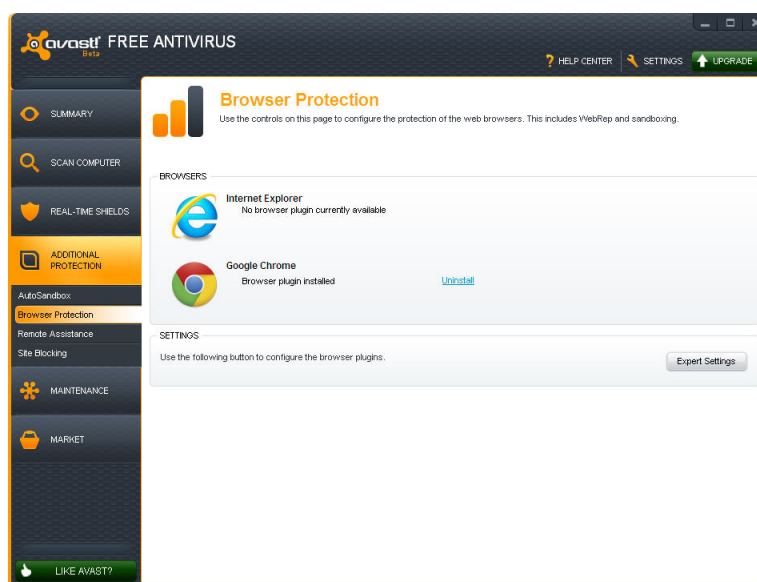 avast! FREE ANTIVIRUS
Beta
? HELP CENTER
SETTINGS
UPGRADE
SUMMARY
SCAN COMPUTER
REAL-TIME SHIELDS
ADDITIONAL
PROTECTION
AutoSandbox
Browser Protection
Remote Assistance
Site Blocking
MAINTENANCE
MARKET
LIKE AVAST?
Browser Protection
Use the controls on this page to configure the protection of the web browsers. This includes WebRep and sandboxing.
BROWSERS
Internet Explorer
No browser plugin currently available
Google Chrome
Browser plugin installed
Uninstall
SETTINGS
Use the following button to configure the browser plugins.
Expert Settings